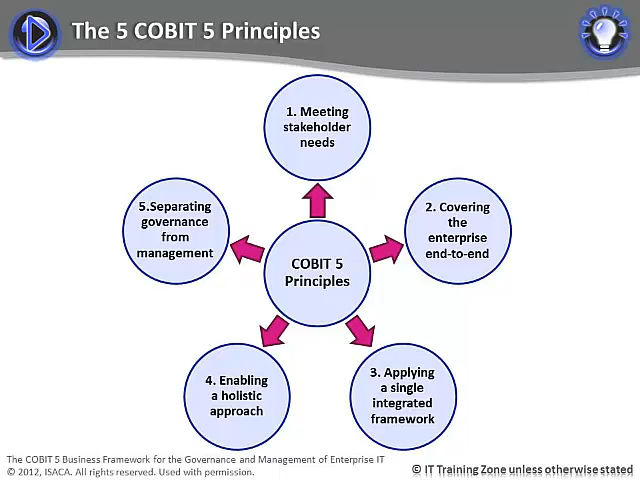 The 5 COBIT 5 Principles
1. Meeting
stakeholder
needs
2. Covering
the
enterprise
end-to-end
3. Applying
a single
integrated
framework
4. Enabling
a holistic
approach
5.Separating
governance
from
management
COBIT 5
Principles
The COBIT 5 Business Framework for the Governance and Management of Enterprise IT
© 2012, ISACA. All rights reserved. Used with permission.
© IT Training Zone unless otherwise stated